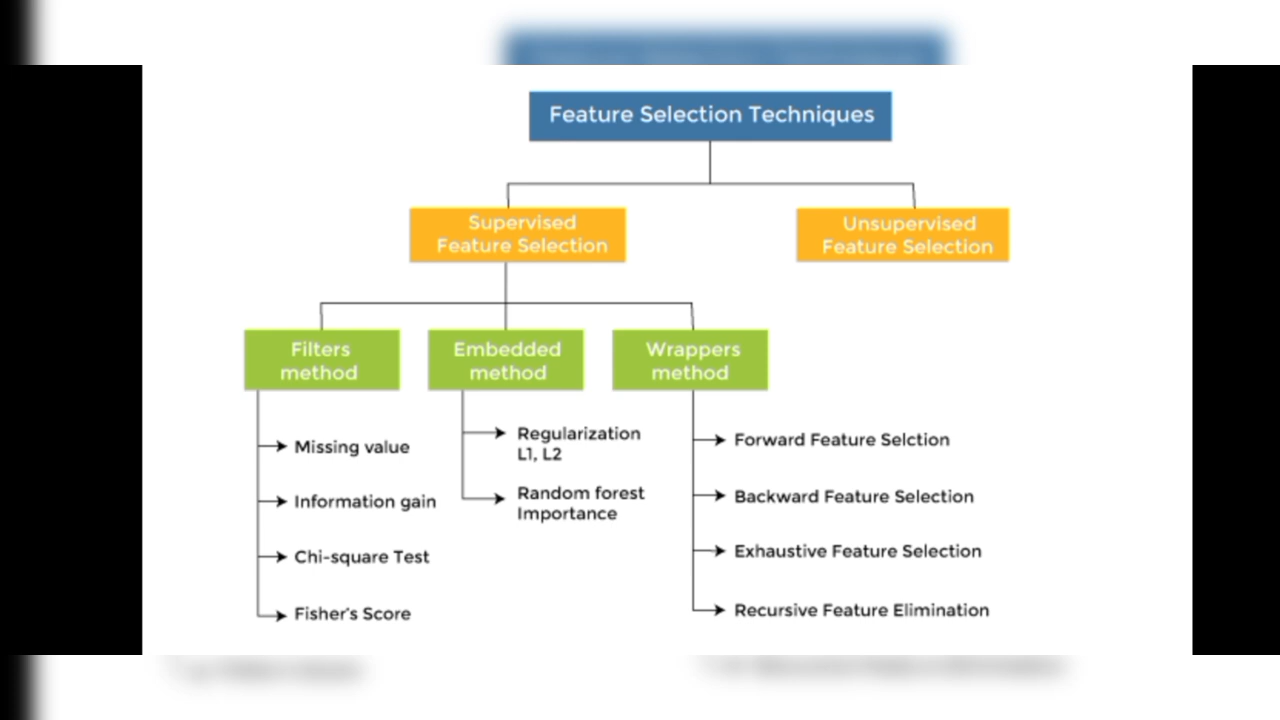 Feature Selection Techniques
Supervised
Feature Selection
Unsupervised
Feature Selection
Filters
method
Embedded
method
Wrappers
method
Missing value
Information gain
Chi-square Test
Fisher's Score
Regularization
L1, L2
Random forest
Importance
Forward Feature Selction
Backward Feature Selection
Exhaustive Feature Selection
Recursive Feature Elimination